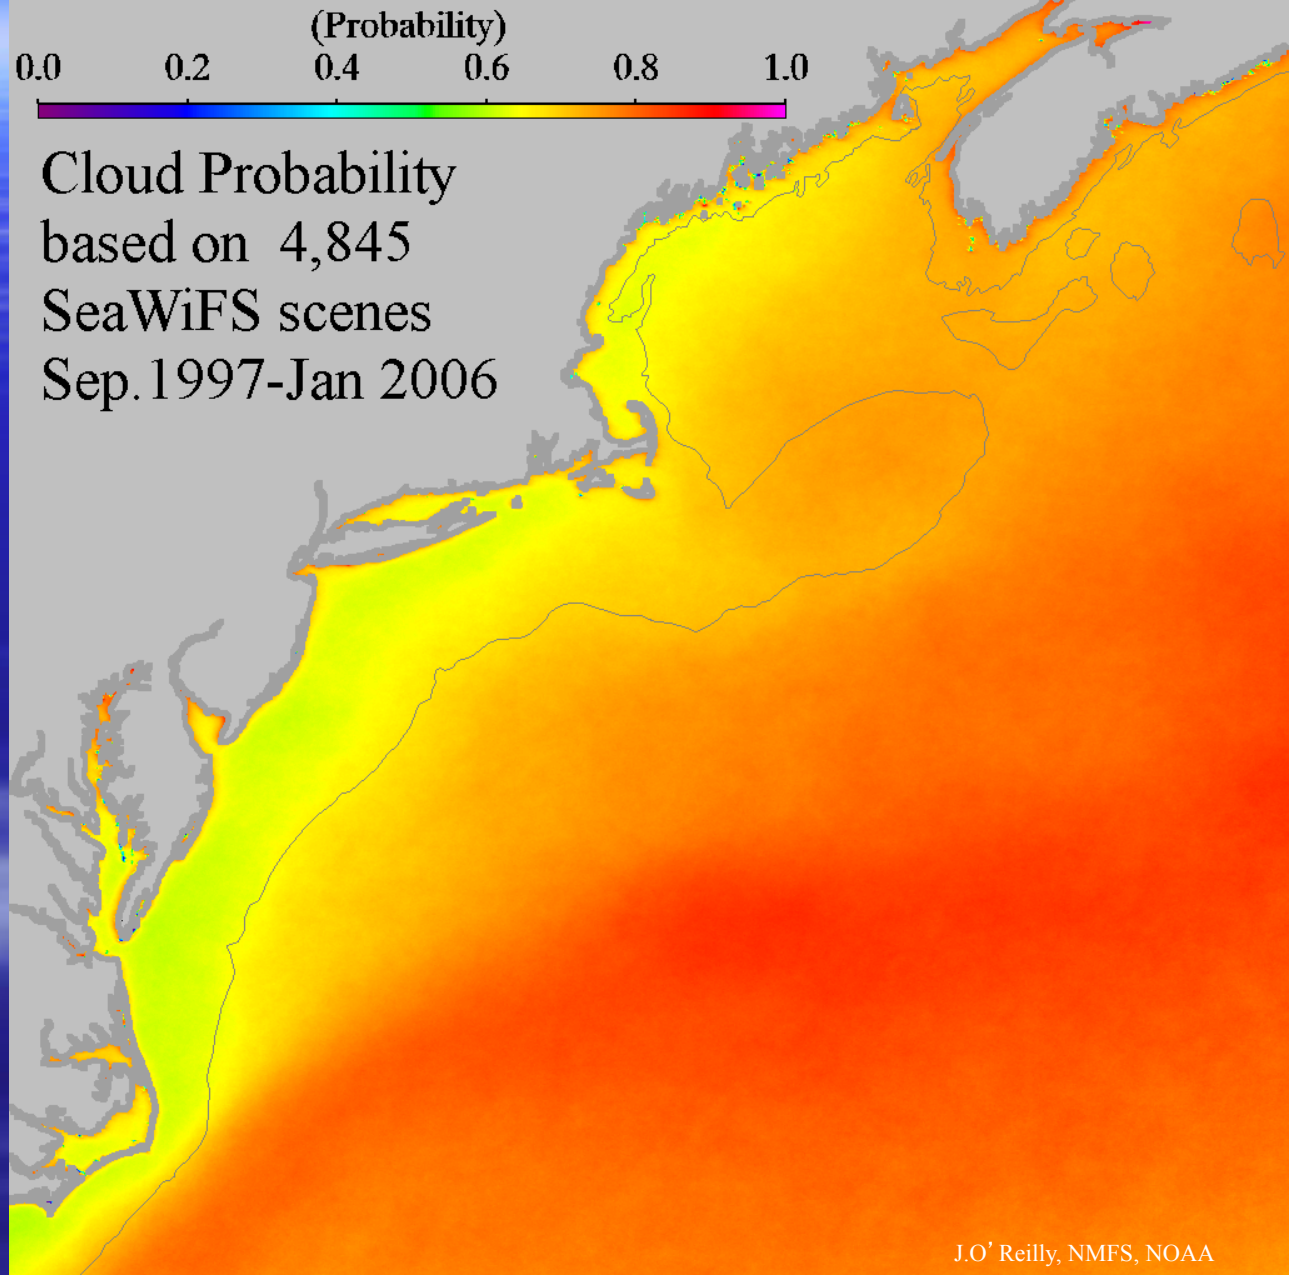 (Probability)
0.0 0.2 0.4 0.6 0.8 1.0
Cloud Probability
based on 4,845
SeaWiFS scenes
Sep.1997-Jan 2006
J.O’ Reilly, NMFS, NOAA